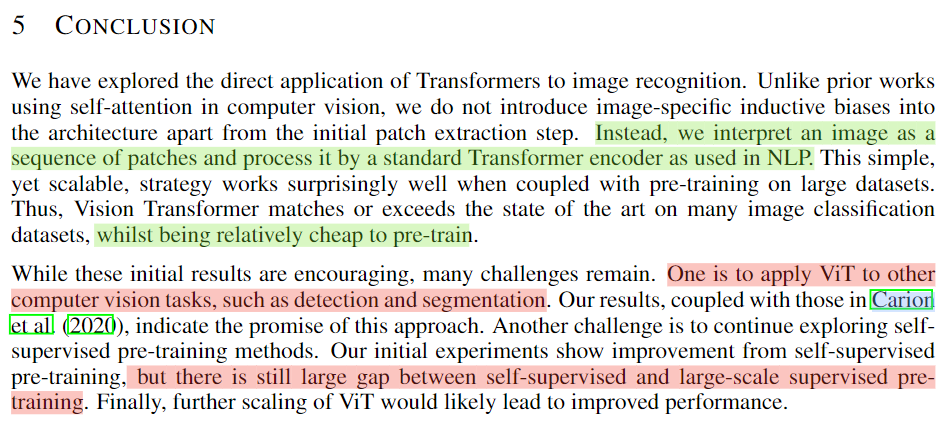 5 CONCLUSION
We have explored the direct application of Transformers to image recognition. Unlike prior works
using self-attention in computer vision, we do not introduce image-specific inductive biases into
the architecture apart from the initial patch extraction step. Instead, we interpret an image as a
sequence of patches and process it by a standard Transformer encoder as used in NLP. This simple,
yet scalable, strategy works surprisingly well when coupled with pre-training on large datasets.
Thus, Vision Transformer matches or exceeds the state of the art on many image classification
datasets, whilst being relatively cheap to pre-train.
While these initial results are encouraging, many challenges remain. One is to apply ViT to other
computer vision tasks, such as detection and segmentation. Our results, coupled with those in Carion
et al. (2020), indicate the promise of this approach. Another challenge is to continue exploring self-
supervised pre-training methods. Our initial experiments show improvement from self-supervised
pre-training, but there is still large gap between self-supervised and large-scale supervised pre-
training. Finally, further scaling of ViT would likely lead to improved performance.